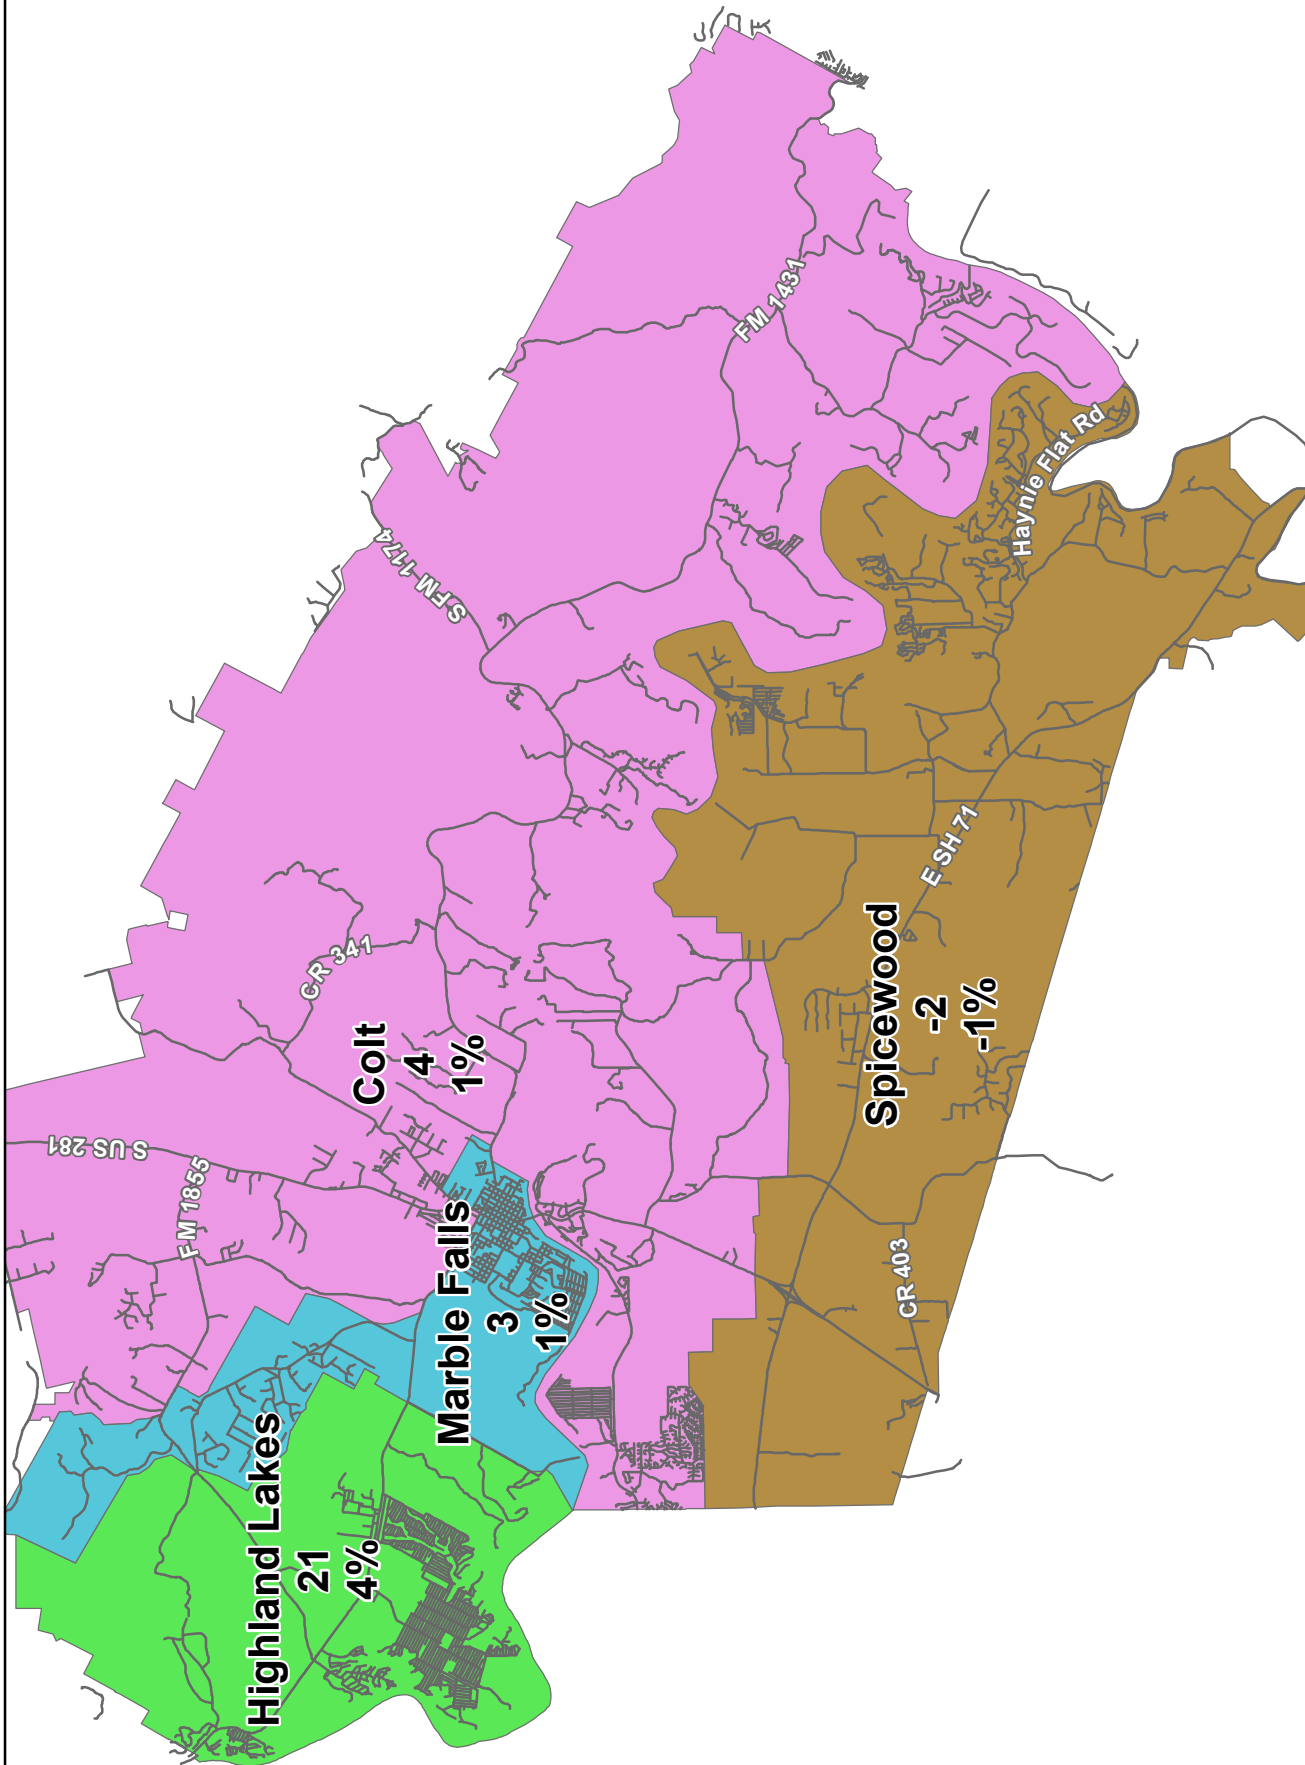 Highland Lakes
21
4%
Marble Falls
3
1%
Colt
4
1%
Spicewood
-2
-1%
S US 281
FM 1855
CR 341
S FM 1174
FM 1431
Haynie Flat Rd
E SH 71
CR 403